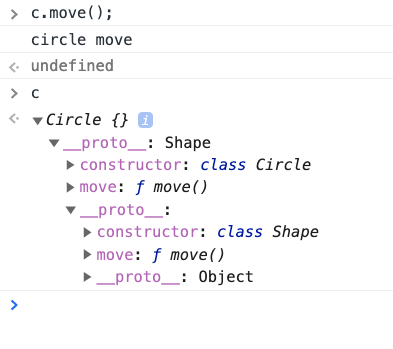 c.move();
circle move
undefined
c
Circle {} i
__proto__: Shape
constructor: class Circle
move: ƒ move()
__proto__:
constructor: class Shape
move: ƒ move()
__proto__: Object